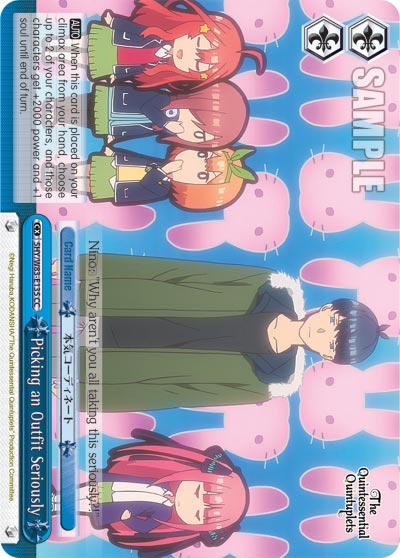 SAMPLE
The
Quintessential
Quintuplets
【AUTO】 When this card is placed on your
climax area from your hand, choose
up to 2 of your characters, and those
characters get +2000 power and +1
soul until end of turn.
Nino: "Why aren't you all taking this seriously?!"
Card Name
本気コーディネート
CX
Picking an Outfit Seriously
©Negi Haruba,KODANSHA/"The Quintessential Quintuplets" Production Committee.